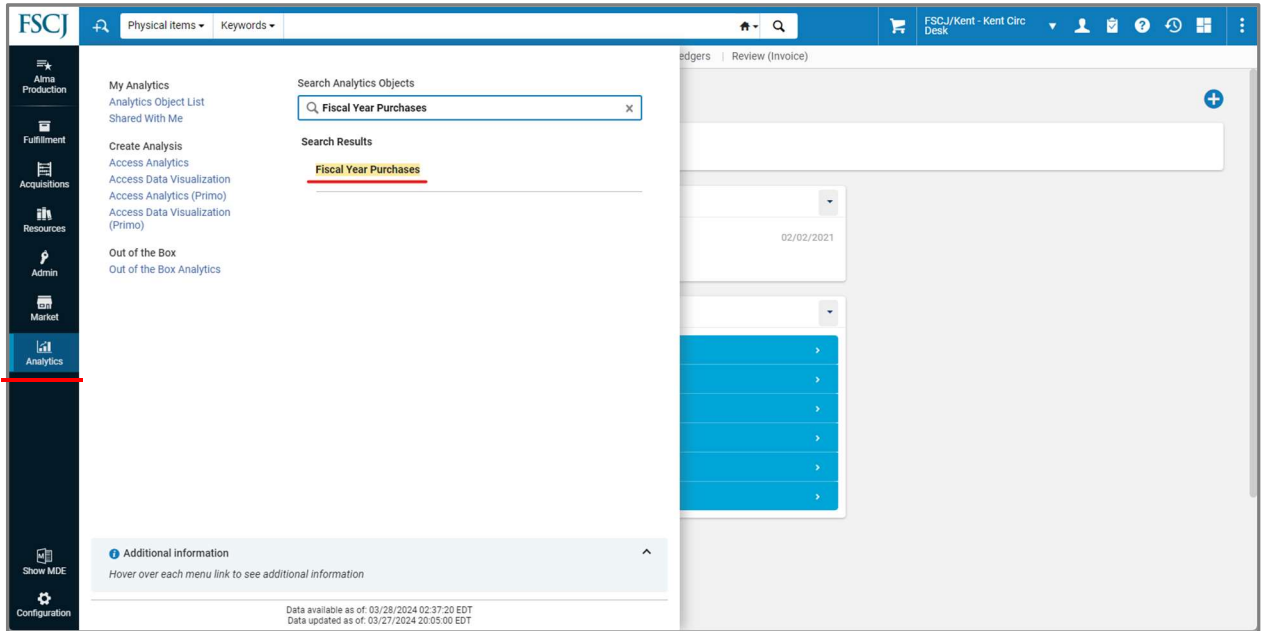 FSCJ
Physical items
Keywords
FSCJ/Kent - Kent Circ
Desk
edgers | Review (Invoice)
Alma
Production
Fulfillment
Acquisitions
Resources
Admin
Market
Analytics
Show MDE
Configuration
My Analytics
Analytics Object List
Shared With Me
Create Analysis
Access Analytics
Access Data Visualization
Access Analytics (Primo)
Access Data Visualization
(Primo)
Out of the Box
Out of the Box Analytics
Search Analytics Objects
Fiscal Year Purchases
Search Results
Fiscal Year Purchases
02/02/2021
Additional information
Hover over each menu link to see additional information
Data available as of: 03/28/2024 02:37:20 EDT
Data updated as of: 03/27/2024 20:05:00 EDT